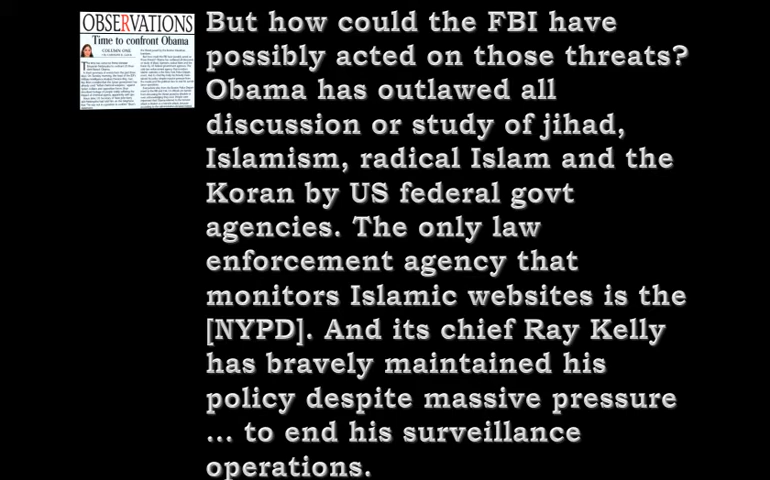 OBSERVATIONS
Time to confront Obama
COLUMN ONE
But how could the FBI have
possibly acted on those threats?
Obama has outlawed all
discussion or study of jihad,
Islamism, radical Islam and the
Koran by US federal govt
agencies. The only law
enforcement agency that
monitors Islamic websites is the
[NYPD]. And its chief Ray Kelly
has bravely maintained his
policy despite massive pressure
... to end his surveillance
operations.